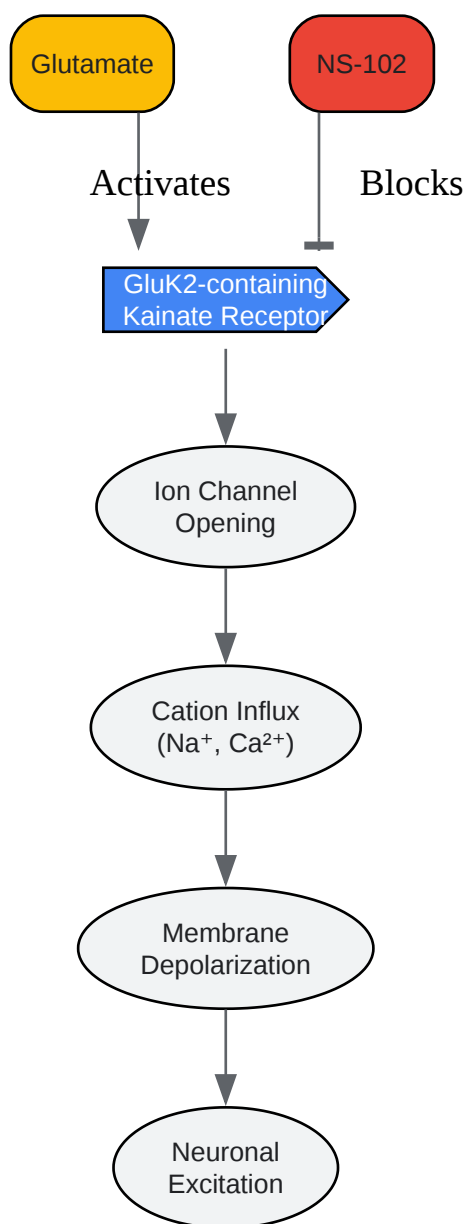 Glutamate
NS-102
Activates
Blocks
GluK2-containing
Kainate Receptor
Ion Channel
Opening
Cation Influx
(Na⁺, Ca²⁺)
Membrane
Depolarization
Neuronal
Excitation